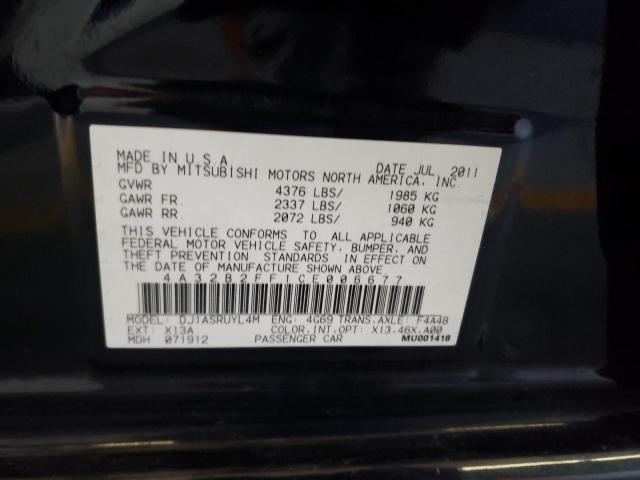 MADE IN U.S.A. DATE JUL 2011
MFD BY MITSUBISHI MOTORS NORTH AMERICA, INC.
GVWR 4376 LBS/ 1985 KG
GAWR FR. 2337 LBS/ 1060 KG
GAWR RR. 2072 LBS/ 940 KG
THIS VEHICLE CONFORMS TO ALL APPLICABLE
FEDERAL MOTOR VEHICLE SAFETY, BUMPER, AND
THEFT PREVENTION STANDARDS IN EFFECT ON
THE DATE OF MANUFACTURE SHOWN ABOVE.
4A32B2FF1CE006677
MODEL: DJ1ASRUYL4M ENG: 4G69 TRANS.AXLE: F4A4B
EXT: X13A COLOR,INT.OPT: X13.46X.A00
MDH 071912 PASSENGER CAR MU001418